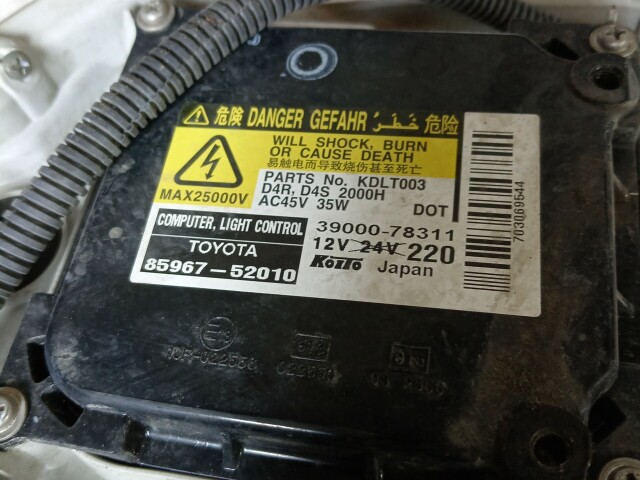 危険 DANGER GEFAHR خَطَر 危险
WILL SHOCK, BURN
OR CAUSE DEATH
易触电而导致烧伤甚至死亡
MAX25000V
PARTS No. KDLT003
D4R, D4S 2000H
AC45V 35W
DOT
COMPUTER, LIGHT CONTROL
TOYOTA
85967-52010
39000-78311
12V 24V 220
KOITO Japan
703069544